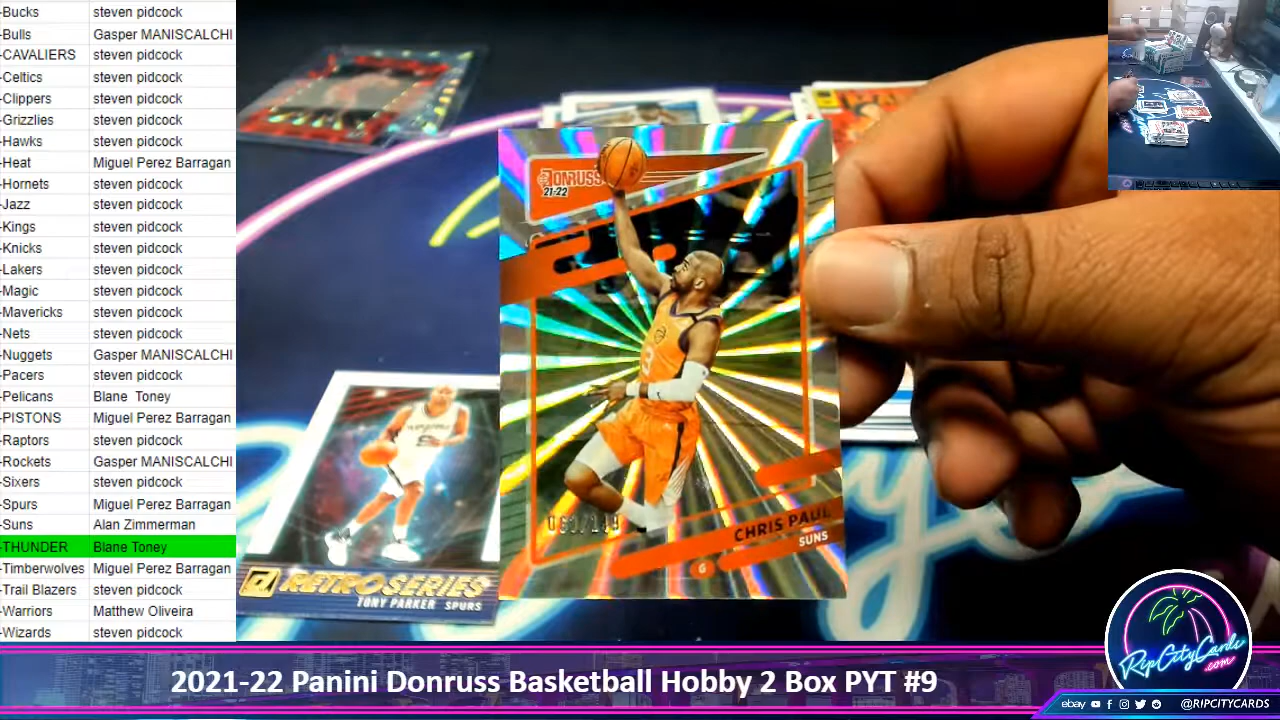 -Bucks steven pidcock
-Bulls Gasper MANISCALCHI
-CAVALIERS steven pidcock
-Celtics steven pidcock
-Clippers steven pidcock
-Grizzlies steven pidcock
-Hawks steven pidcock
-Heat Miguel Perez Barragan
-Hornets steven pidcock
-Jazz steven pidcock
-Kings steven pidcock
-Knicks steven pidcock
-Lakers steven pidcock
-Magic steven pidcock
-Mavericks steven pidcock
-Nets steven pidcock
-Nuggets Gasper MANISCALCHI
-Pacers steven pidcock
-Pelicans Blane Toney
-PISTONS Miguel Perez Barragan
-Raptors steven pidcock
-Rockets Gasper MANISCALCHI
-Sixers steven pidcock
-Spurs Miguel Perez Barragan
-Suns Alan Zimmerman
-THUNDER Blane Toney
-Timberwolves Miguel Perez Barragan
-Trail Blazers steven pidcock
-Warriors Matthew Oliveira
-Wizards steven pidcock
DONRUSS
21-22
CHRIS PAUL
SUNS
G
RETRO SERIES
TONY PARKER SPURS
RipCityCards
.com
2021-22 Panini Donruss Basketball Hobby 2 Box PYT #9
ebay @RIPCITYCARDS